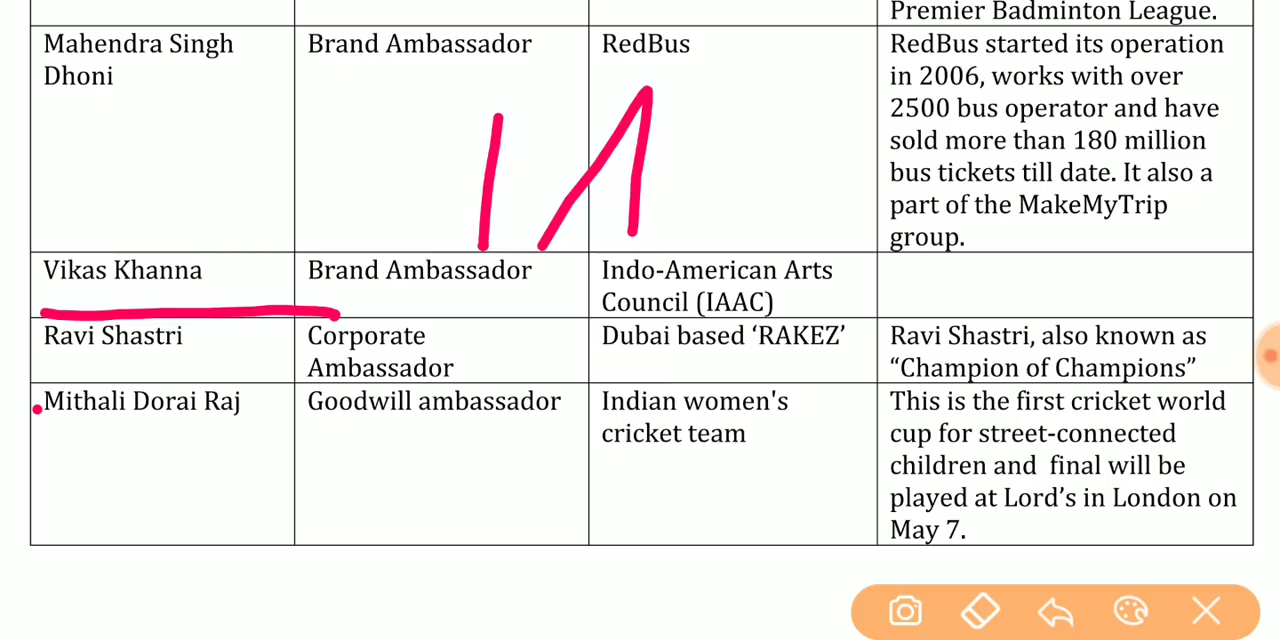 Premier Badminton League.
Mahendra Singh
Dhoni
Brand Ambassador
RedBus
RedBus started its operation
in 2006, works with over
2500 bus operator and have
sold more than 180 million
bus tickets till date. It also a
part of the MakeMyTrip
group.
Vikas Khanna
Brand Ambassador
Indo-American Arts
Council (IAAC)
Ravi Shastri
Corporate
Ambassador
Dubai based ‘RAKEZ’
Ravi Shastri, also known as
“Champion of Champions”
Mithali Dorai Raj
Goodwill ambassador
Indian women's
cricket team
This is the first cricket world
cup for street-connected
children and final will be
played at Lord’s in London on
May 7.